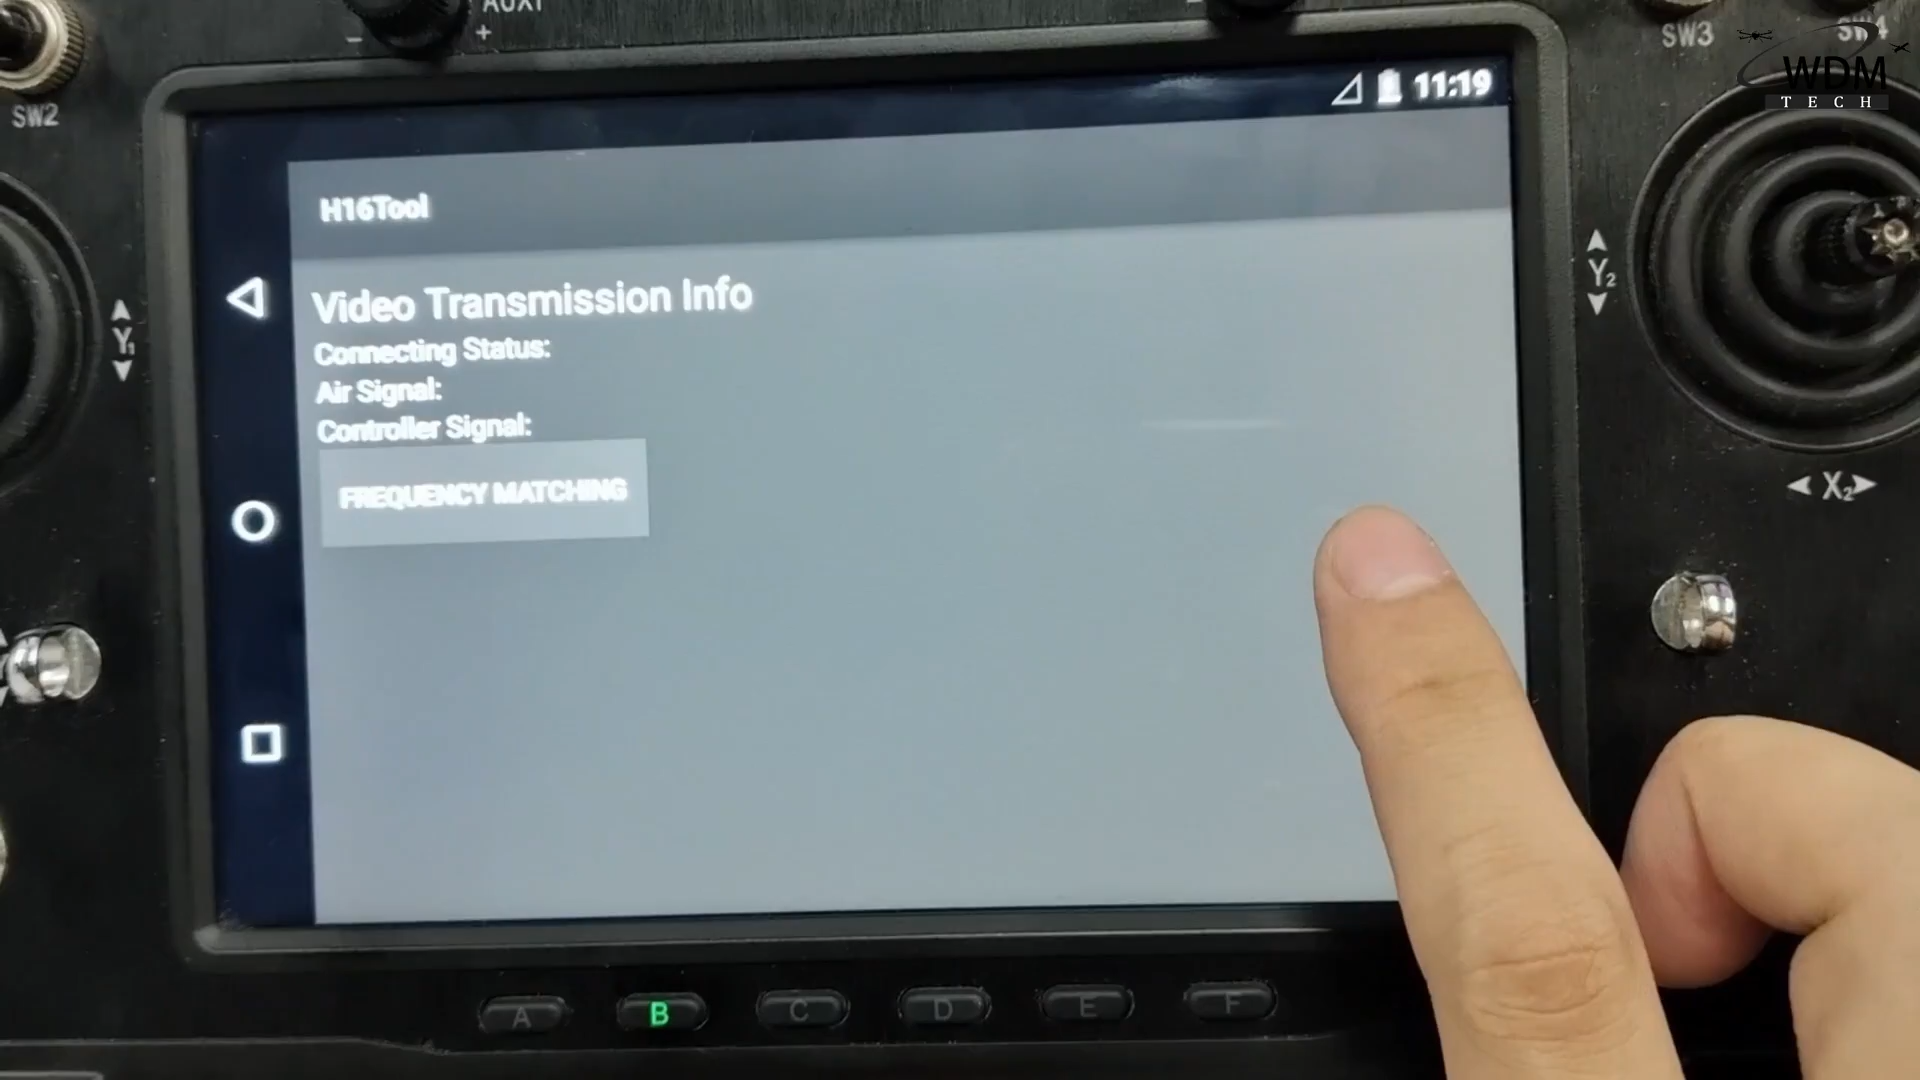 AUX1
+
SW2
SW3
SW4
WDM
TECH
11:19
H16Tool
Video Transmission Info
Connecting Status:
Air Signal:
Controller Signal:
FREQUENCY MATCHING
Y1
Y2
X2
A
B
C
D
E
F